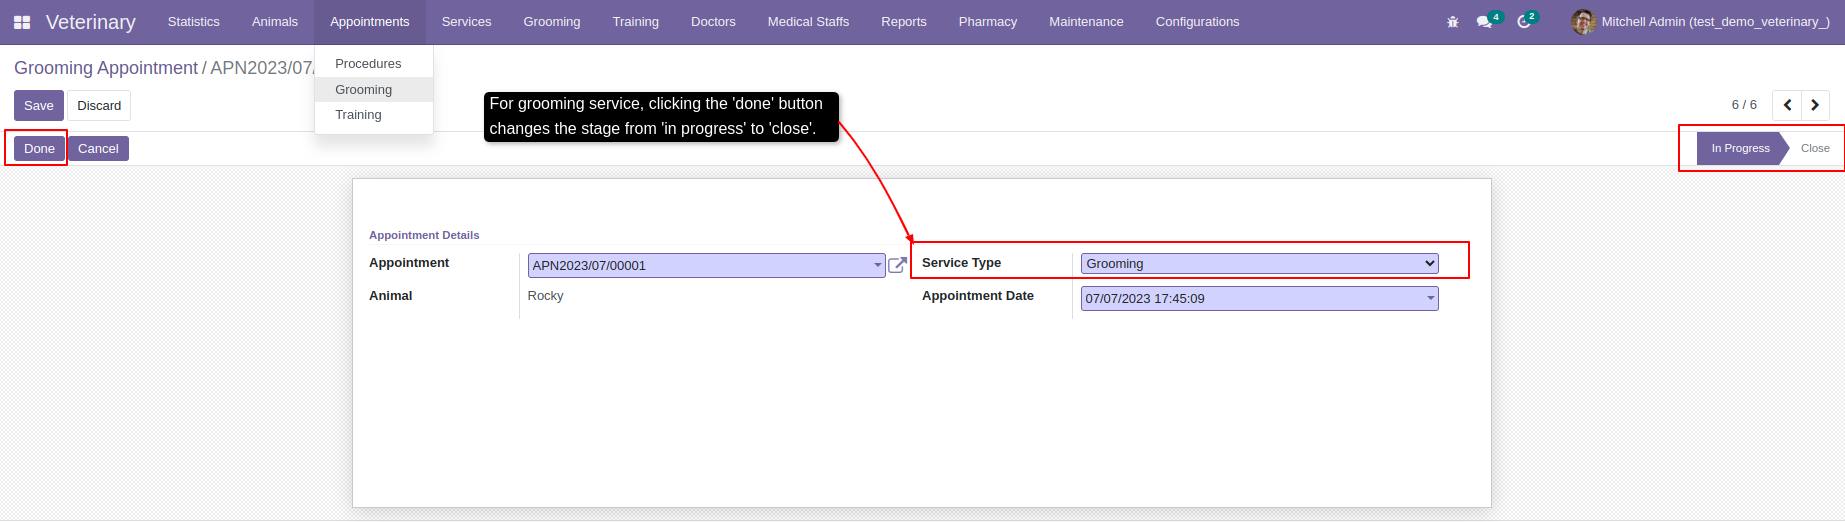 Veterinary Statistics Animals Appointments Services Grooming Training Doctors Medical Staffs Reports Pharmacy Maintenance Configurations 4 2 Mitchell Admin (test_demo_veterinary_)
Grooming Appointment / APN2023/07/
Procedures
Grooming
Training
Save Discard
For grooming service, clicking the 'done' button
changes the stage from 'in progress' to 'close'.
6 / 6
Done Cancel
In Progress Close
Appointment Details
Appointment APN2023/07/00001 Service Type Grooming
Animal Rocky Appointment Date 07/07/2023 17:45:09